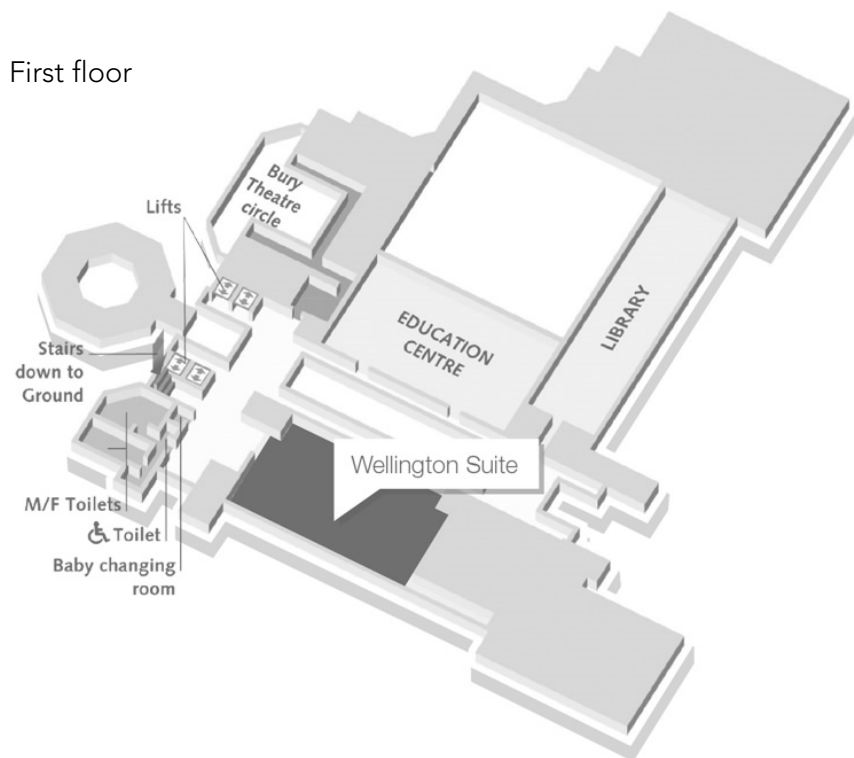 First floor
Bury
Theatre
circle
Lifts
EDUCATION
CENTRE
LIBRARY
Stairs
down to
Ground
Wellington Suite
M/F Toilets
Toilet
Baby changing
room